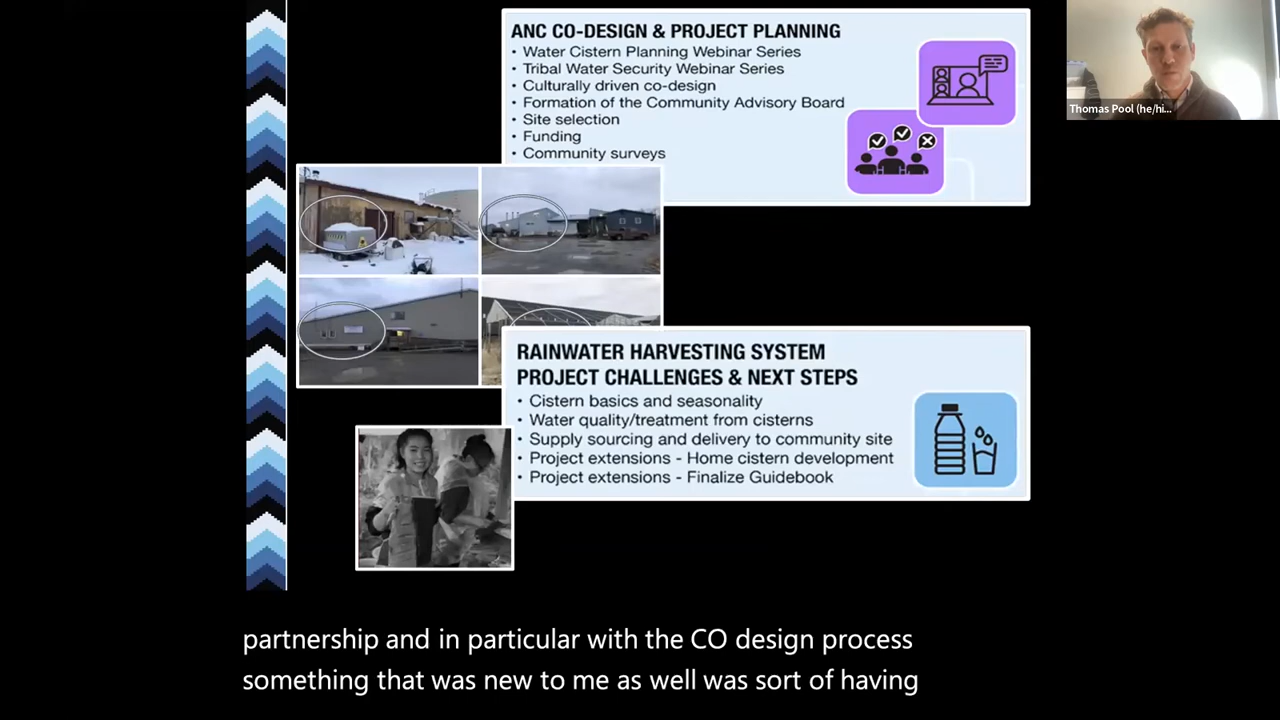 ANC CO-DESIGN & PROJECT PLANNING
• Water Cistern Planning Webinar Series
• Tribal Water Security Webinar Series
• Culturally driven co-design
• Formation of the Community Advisory Board
• Site selection
• Funding
• Community surveys
Thomas Pool (he/hi...
RAINWATER HARVESTING SYSTEM
PROJECT CHALLENGES & NEXT STEPS
• Cistern basics and seasonality
• Water quality/treatment from cisterns
• Supply sourcing and delivery to community site
• Project extensions - Home cistern development
• Project extensions - Finalize Guidebook
partnership and in particular with the CO design process
something that was new to me as well was sort of having